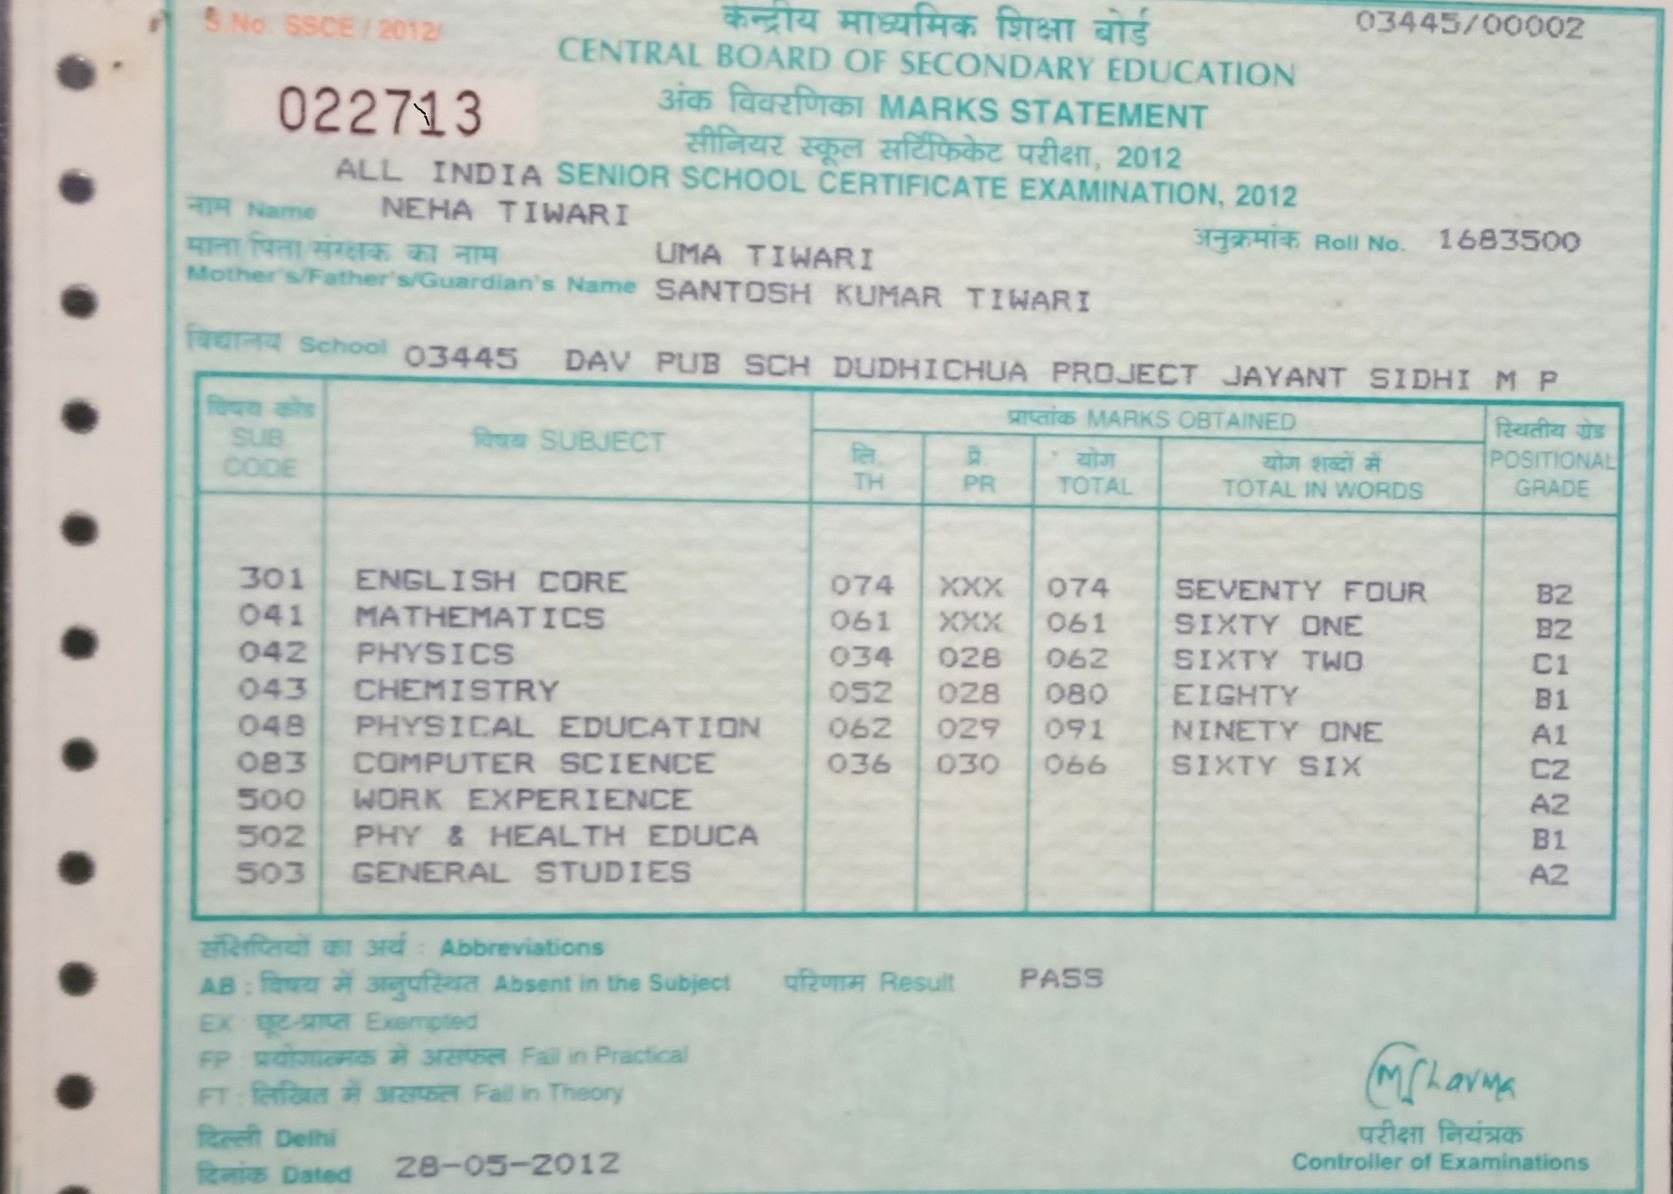 S.No. SSCE / 2012/
03445/00002
केन्द्रीय माध्यमिक शिक्षा बोर्ड
CENTRAL BOARD OF SECONDARY EDUCATION
022713
अंक विवरणिका MARKS STATEMENT
सीनियर स्कूल सर्टिफिकेट परीक्षा, 2012
ALL INDIA SENIOR SCHOOL CERTIFICATE EXAMINATION, 2012
नाम Name NEHA TIWARI
अनुक्रमांक Roll No. 1683500
माता पिता संरक्षक का नाम UMA TIWARI
Mother's/Father's/Guardian's Name SANTOSH KUMAR TIWARI
विद्यालय School 03445 DAV PUB SCH DUDHICHUA PROJECT JAYANT SIDHI M P
विषय कोड SUB. CODE विषय SUBJECT प्राप्तांक MARKS OBTAINED स्थितीय ग्रेड POSITIONAL GRADE
लि. TH प्रै. PR योग TOTAL योग शब्दों में TOTAL IN WORDS
301 ENGLISH CORE 074 XXX 074 SEVENTY FOUR B2
041 MATHEMATICS 061 XXX 061 SIXTY ONE B2
042 PHYSICS 034 028 062 SIXTY TWO C1
043 CHEMISTRY 052 028 080 EIGHTY B1
048 PHYSICAL EDUCATION 062 029 091 NINETY ONE A1
083 COMPUTER SCIENCE 036 030 066 SIXTY SIX C2
500 WORK EXPERIENCE A2
502 PHY & HEALTH EDUCA B1
503 GENERAL STUDIES A2
संक्षिप्तियों का अर्थ : Abbreviations
AB : विषय में अनुपस्थित Absent in the Subject परिणाम Result PASS
EX : छूट-प्राप्त Exempted
FP : प्रयोगात्मक में असफल Fail in Practical
FT : लिखित में असफल Fail in Theory
MSharma
दिल्ली Delhi
परीक्षा नियंत्रक
दिनांक Dated 28-05-2012
Controller of Examinations